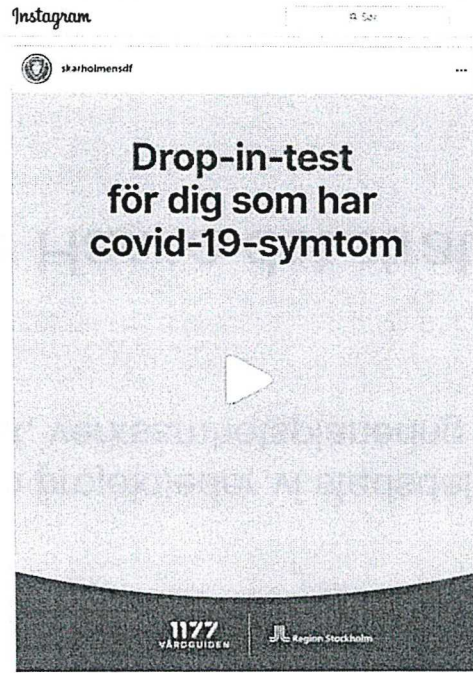 Instagram
skarholmensdf
Drop-in-test
för dig som har
covid-19-symtom
1177
VÅRDGUIDEN
Region Stockholm